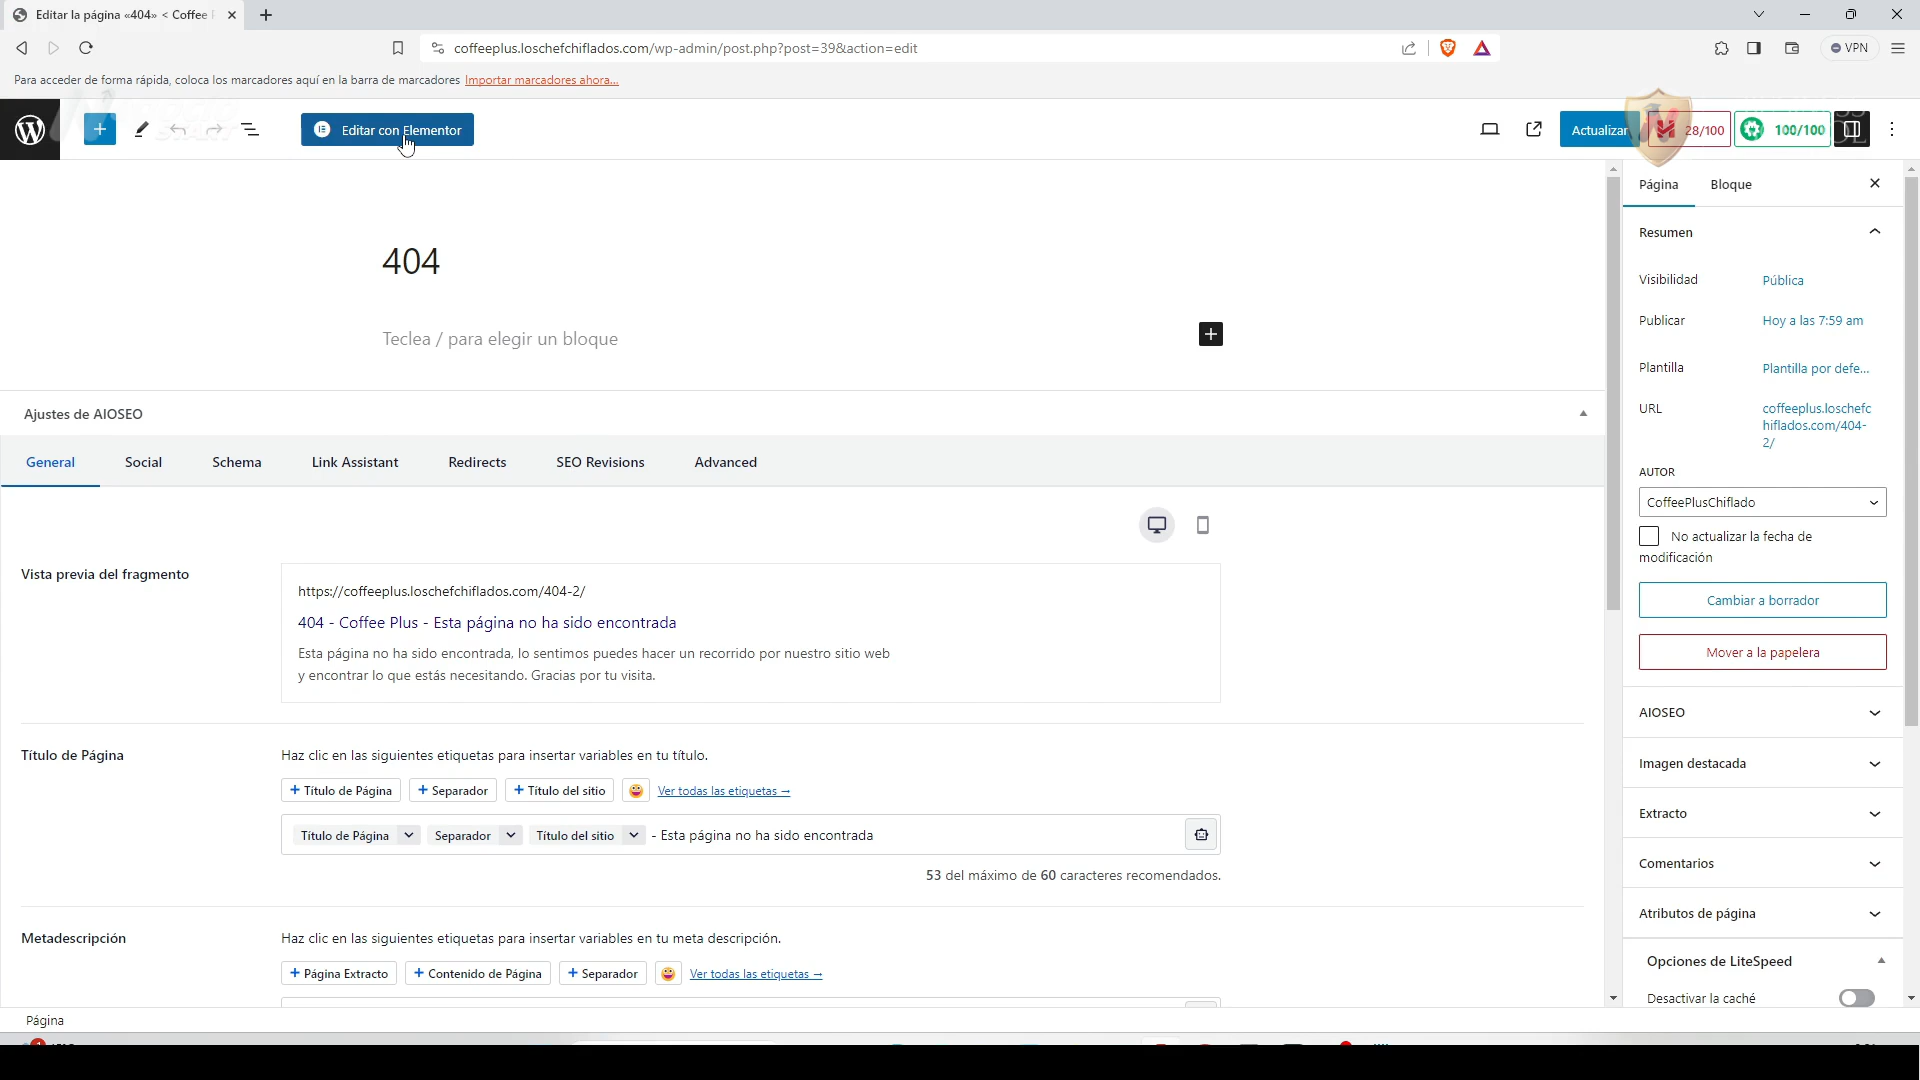 Editar la página «404» < Coffee
Para acceder de forma rápida, coloca los marcadores aquí en la barra de marcadores Importar marcadores ahora...
coffeeplus.loschefchiflados.com/wp-admin/post.php?post=39&action=edit
VPN
Editar con Elementor
Actualizar
28/100
100/100
404
Teclea / para elegir un bloque
Ajustes de AIOSEO
General
Social
Schema
Link Assistant
Redirects
SEO Revisions
Advanced
Vista previa del fragmento
https://coffeeplus.loschefchiflados.com/404-2/
404 - Coffee Plus - Esta página no ha sido encontrada
Esta página no ha sido encontrada, lo sentimos puedes hacer un recorrido por nuestro sitio web
y encontrar lo que estás necesitando. Gracias por tu visita.
Título de Página
Haz clic en las siguientes etiquetas para insertar variables en tu título.
+ Título de Página
+ Separador
+ Título del sitio
Ver todas las etiquetas →
Título de Página
Separador
Título del sitio
- Esta página no ha sido encontrada
53 del máximo de 60 caracteres recomendados.
Metadescripción
Haz clic en las siguientes etiquetas para insertar variables en tu meta descripción.
+ Página Extracto
+ Contenido de Página
+ Separador
Ver todas las etiquetas →
Página
Página
Bloque
Resumen
Visibilidad
Pública
Publicar
Hoy a las 7:59 am
Plantilla
Plantilla por defe...
URL
coffeeplus.loschefc
hiflados.com/404-
2/
AUTOR
CoffeePlusChiflado
No actualizar la fecha de
modificación
Cambiar a borrador
Mover a la papelera
AIOSEO
Imagen destacada
Extracto
Comentarios
Atributos de página
Opciones de LiteSpeed
Desactivar la caché